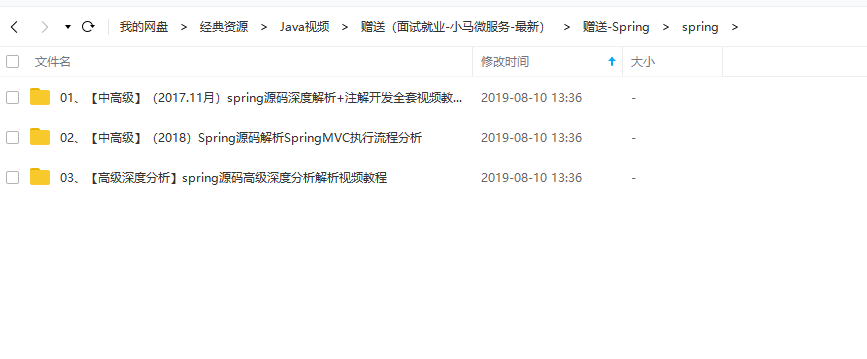 我的网盘 > 经典资源 > Java视频 > 赠送（面试就业-小马微服务-最新） > 赠送-Spring > spring >
文件名 修改时间 大小
01、【中高级】（2017.11月）spring源码深度解析+注解开发全套视频教... 2019-08-10 13:36 -
02、【中高级】（2018）Spring源码解析SpringMVC执行流程分析 2019-08-10 13:36 -
03、【高级深度分析】spring源码高级深度分析解析视频教程 2019-08-10 13:36 -